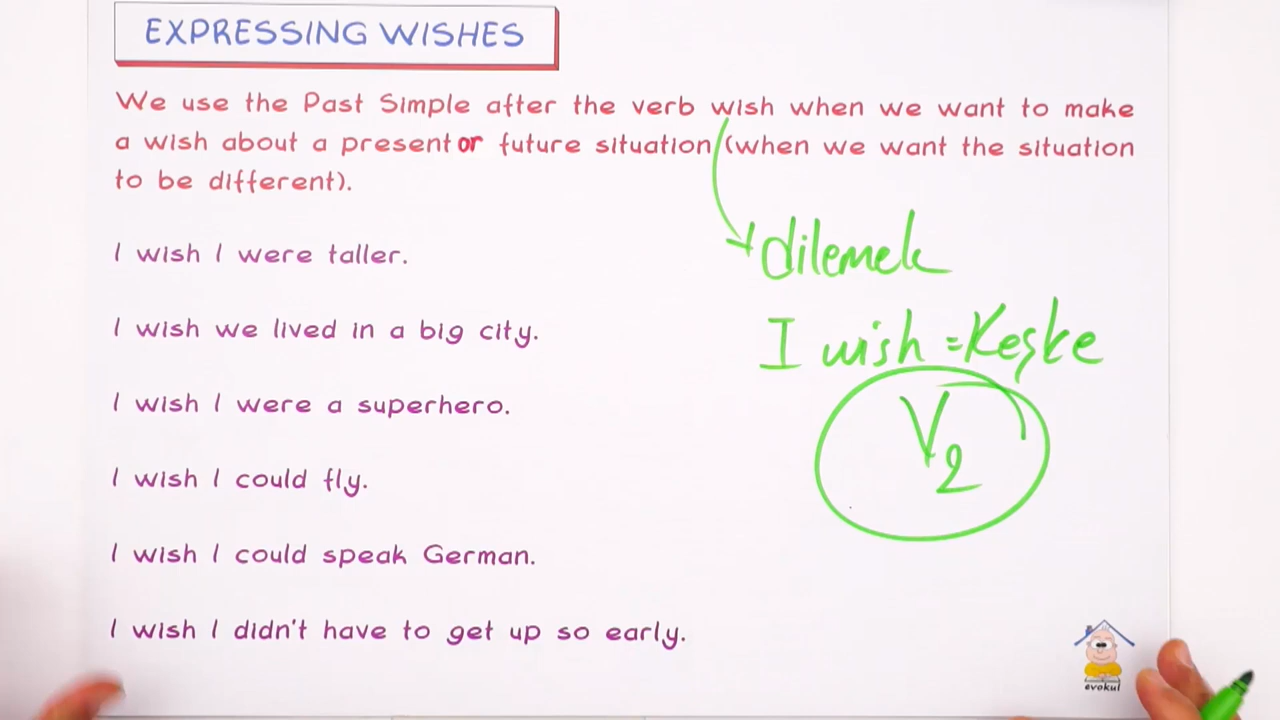 EXPRESSING WISHES
We use the Past Simple after the verb wish when we want to make
a wish about a present or future situation (when we want the situation
to be different).
I wish I were taller.
I wish we lived in a big city.
I wish I were a superhero.
I wish I could fly.
I wish I could speak German.
I wish I didn't have to get up so early.
dilemek
I wish = Keşke
V2
evokul